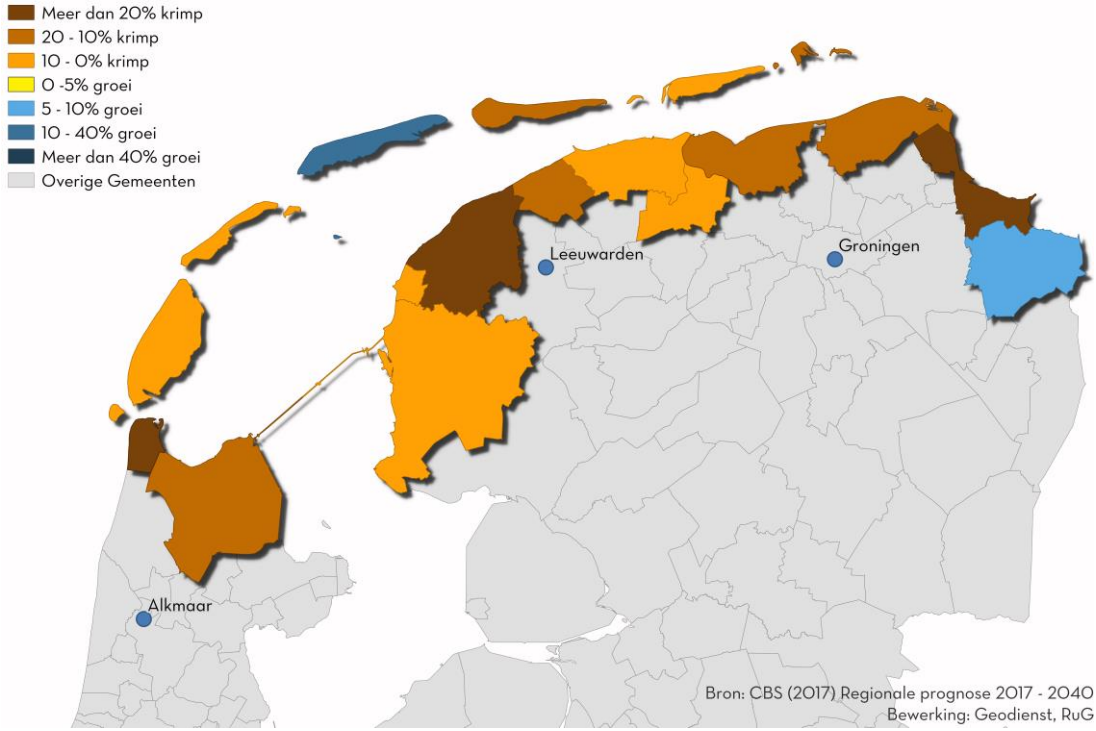 Meer dan 20% krimp
20 - 10% krimp
10 - 0% krimp
0 -5% groei
5 - 10% groei
10 - 40% groei
Meer dan 40% groei
Overige Gemeenten
Groningen
Leeuwarden
Alkmaar
Bron: CBS (2017) Regionale prognose 2017 - 2040
Bewerking: Geodienst, RuG